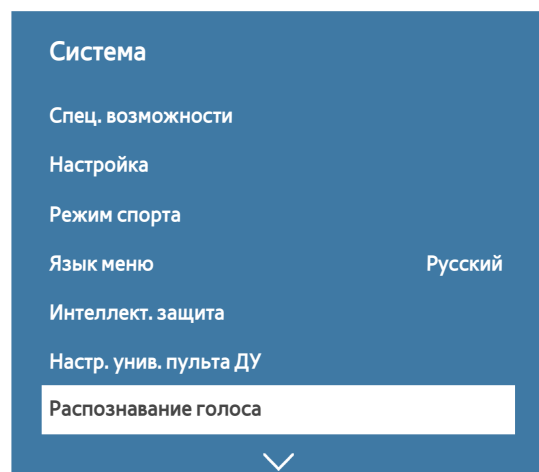 Система
Спец. возможности
Настройка
Режим спорта
Язык меню Русский
Интеллект. защита
Настр. унив. пульта ДУ
Распознавание голоса